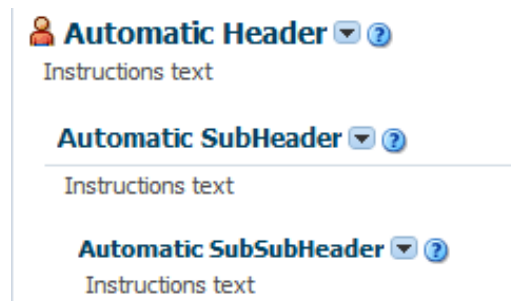 Automatic Header
Instructions text
Automatic SubHeader
Instructions text
Automatic SubSubHeader
Instructions text